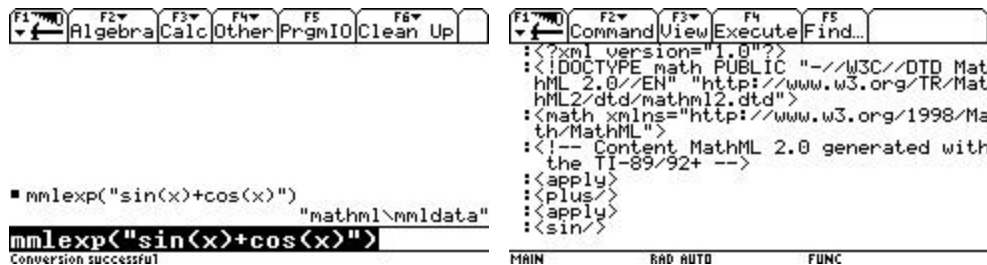 F1 F2 F3 F4 F5 F6
Algebra Calc Other PrgmIO Clean Up
mmlexp("sin(x)+cos(x)")
"mathml\mmldata"
mmlexp("sin(x)+cos(x)")
Conversion successful
F1 F2 F3 F4 F5
Command View Execute Find…
:<?xml version="1.0"?>
:<!DOCTYPE math PUBLIC "-//W3C//DTD Mat
hML 2.0//EN" "http://www.w3.org/TR/Mat
hML2/dtd/mathml2.dtd">
:<math xmlns="http://www.w3.org/1998/Ma
th/MathML">
:<!-- Content MathML 2.0 generated with
the TI-89/92+ -->
:<apply>
:<plus/>
:<apply>
:<sin/>
MAIN RAD AUTO FUNC